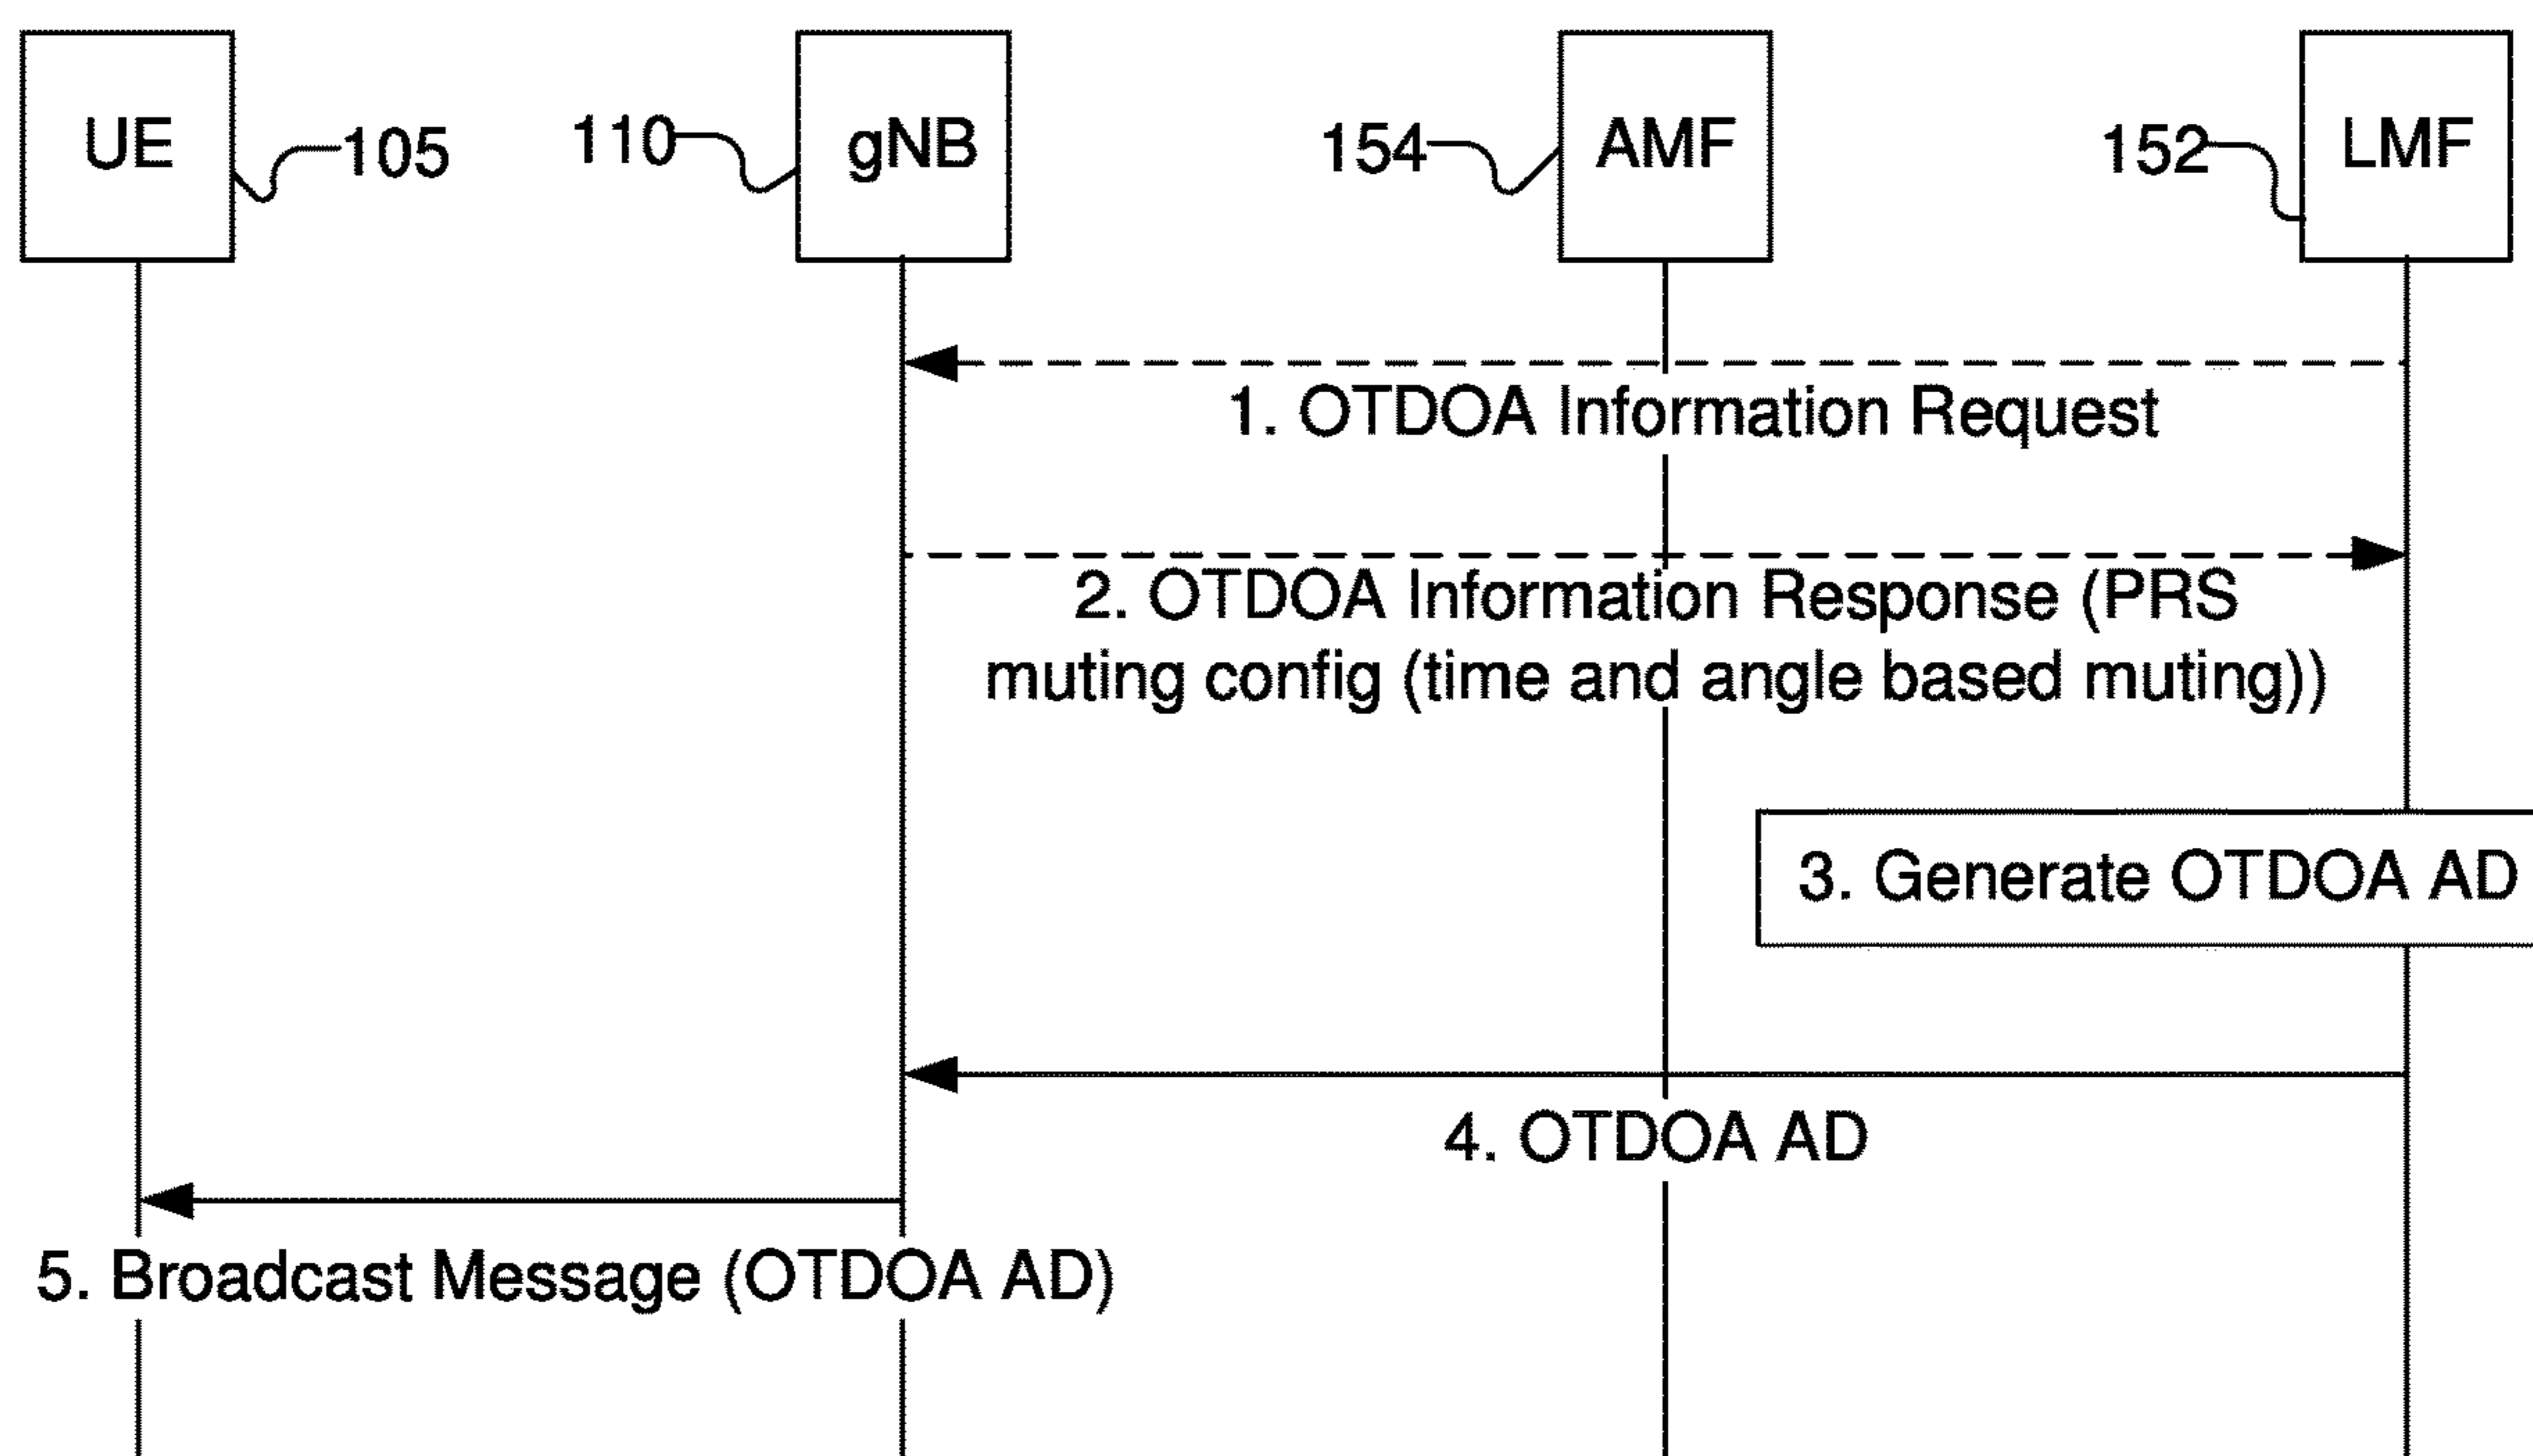 UE
105
110
gNB
154
AMF
152
LMF
1. OTDOA Information Request
2. OTDOA Information Response (PRS
muting config (time and angle based muting))
3. Generate OTDOA AD
4. OTDOA AD
5. Broadcast Message (OTDOA AD)